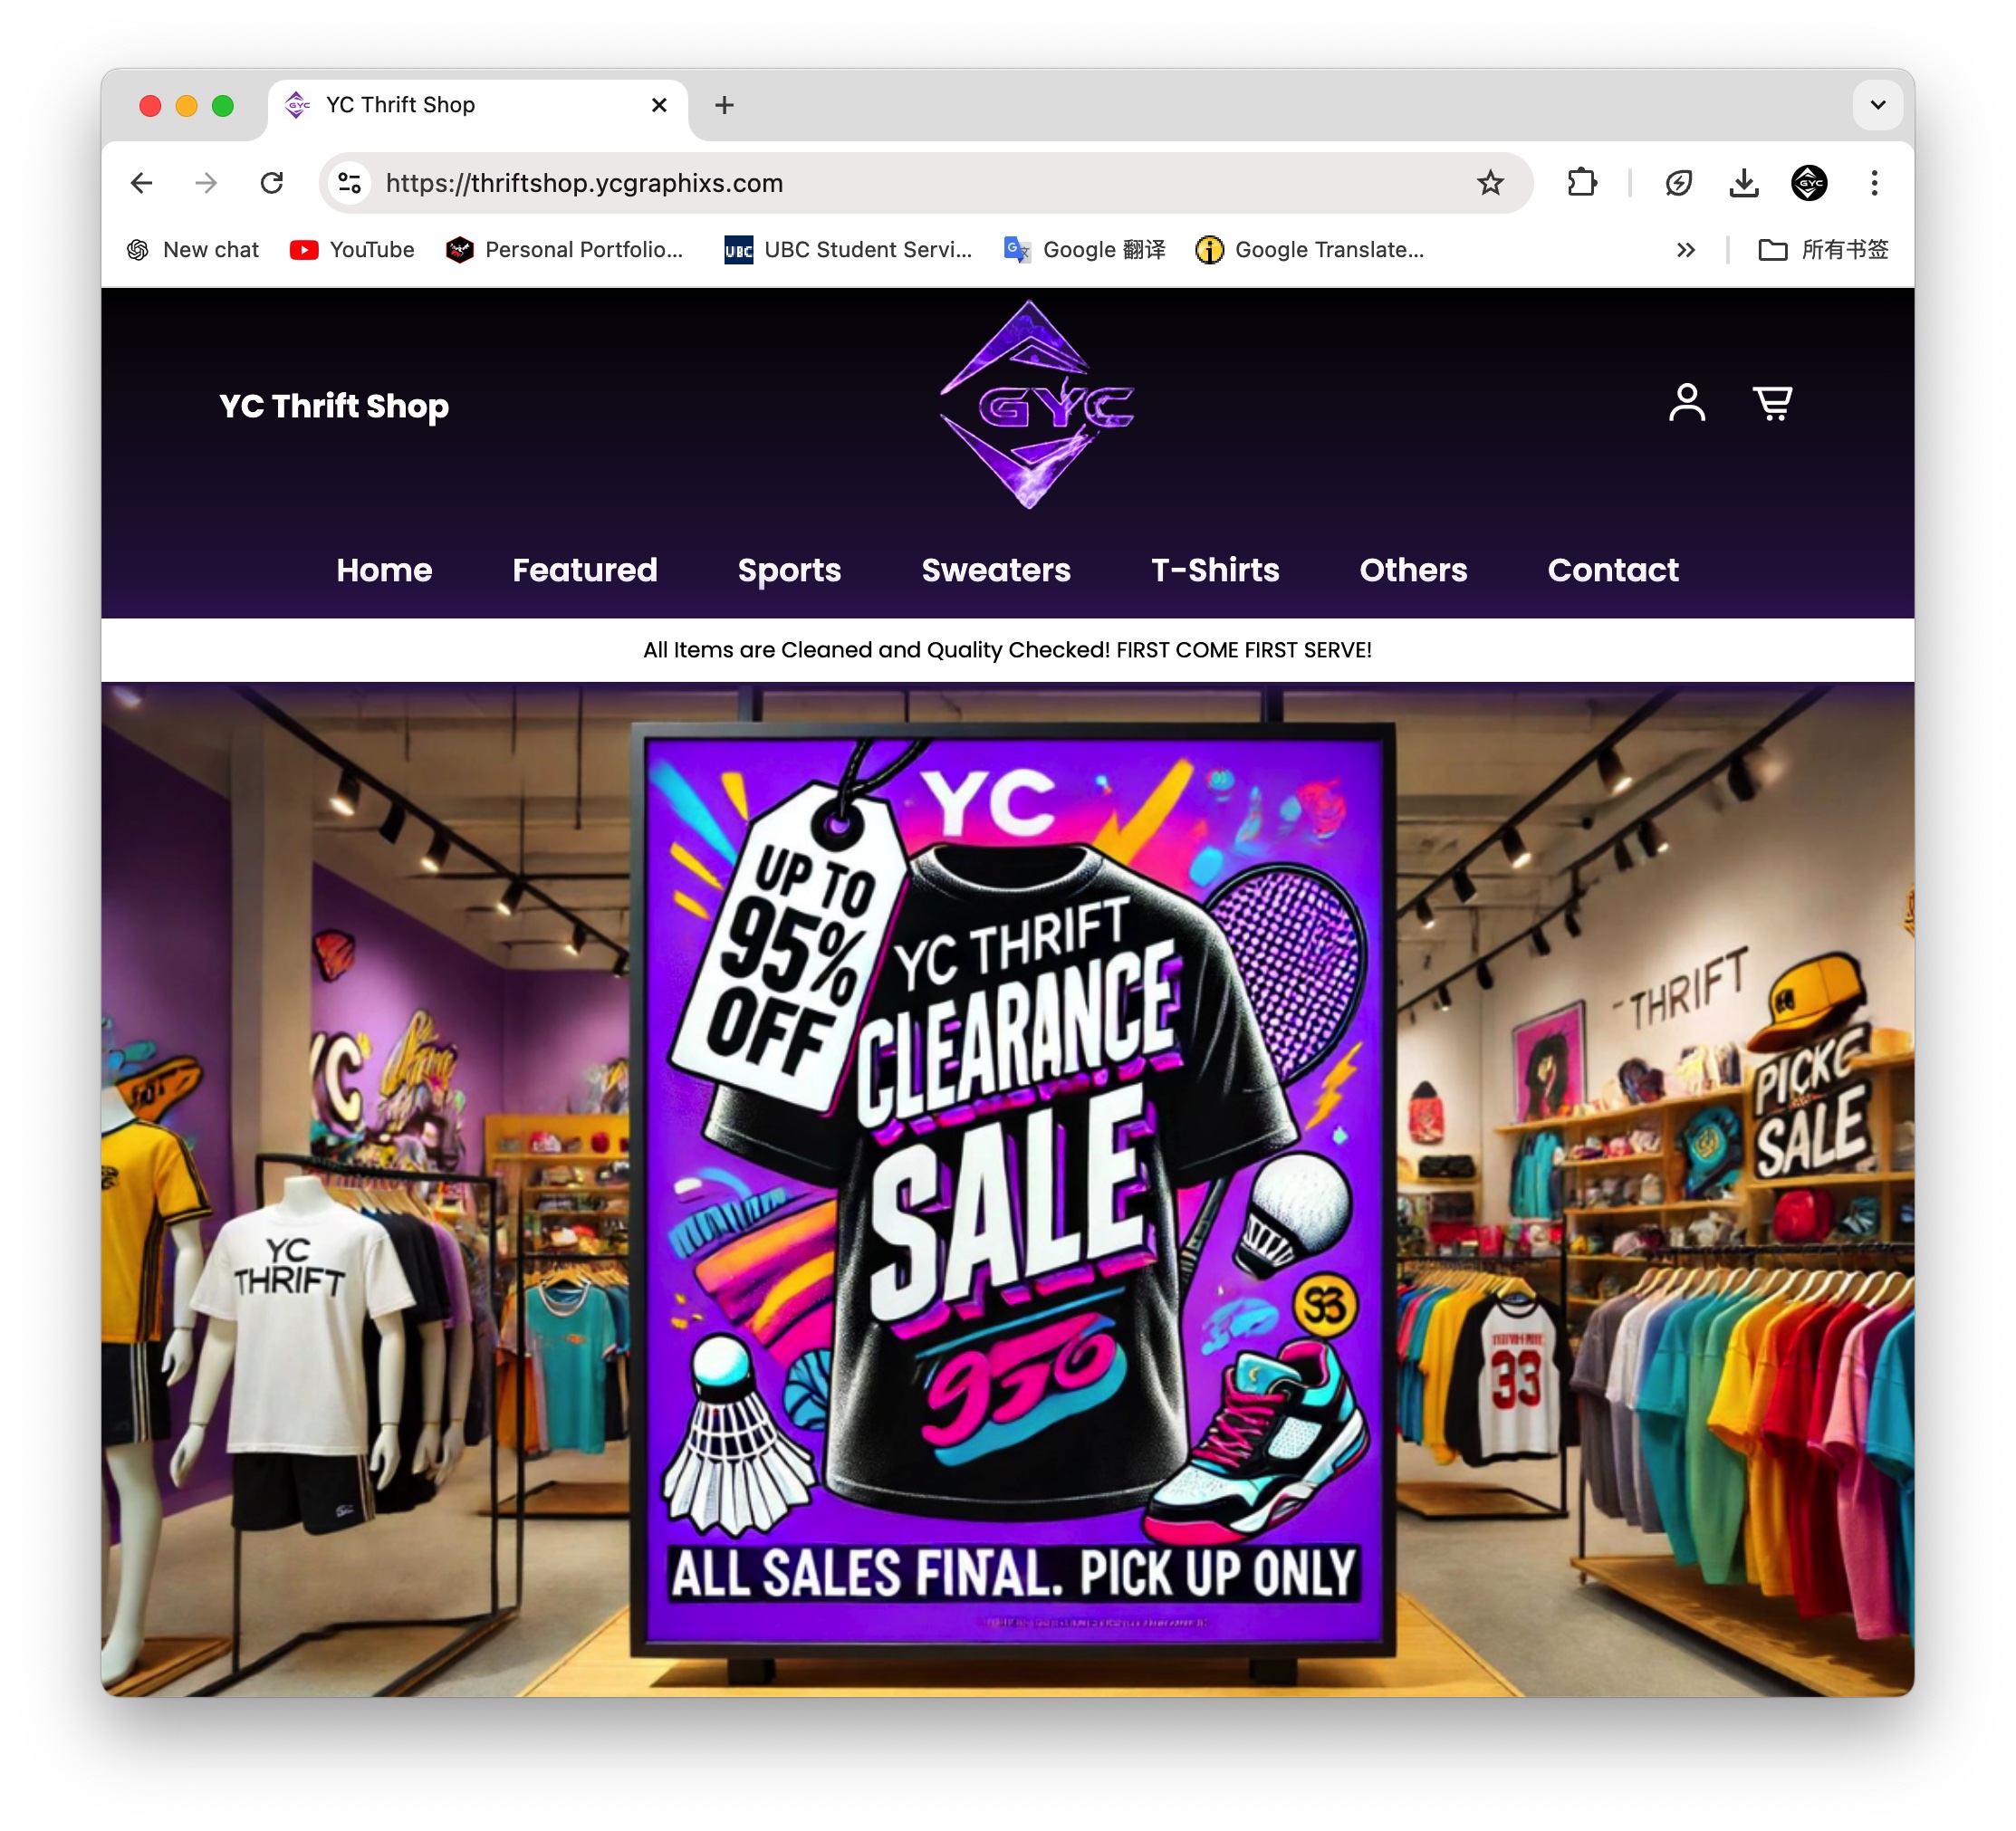 YC Thrift Shop
https://thriftshop.ycgraphixs.com
New chat YouTube Personal Portfolio... UBC UBC Student Servi... Google 翻译 Google Translate... 所有书签
YC Thrift Shop
GYC
Home Featured Sports Sweaters T-Shirts Others Contact
All Items are Cleaned and Quality Checked! FIRST COME FIRST SERVE!
YC
UP TO
95%
OFF
YC THRIFT
CLEARANCE
SALE
ALL SALES FINAL. PICK UP ONLY
YC
YC
THRIFT
-THRIFT
PICKE
SALE
33